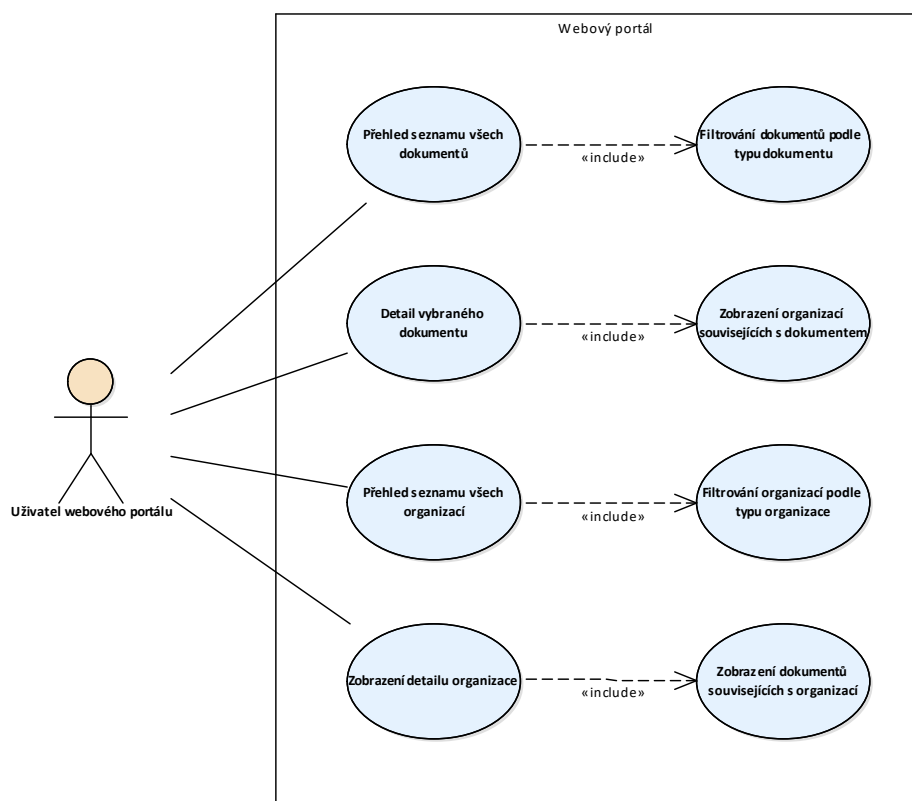 Webový portál
Přehled seznamu všech
dokumentů
«include»
Filtrování dokumentů podle
typu dokumentu
Detail vybraného
dokumentu
«include»
Zobrazení organizací
souvisejících s dokumentem
Uživatel webového portálu
Přehled seznamu všech
organizací
«include»
Filtrování organizací podle
typu organizace
Zobrazení detailu organizace
«include»
Zobrazení dokumentů
souvisejících s organizací